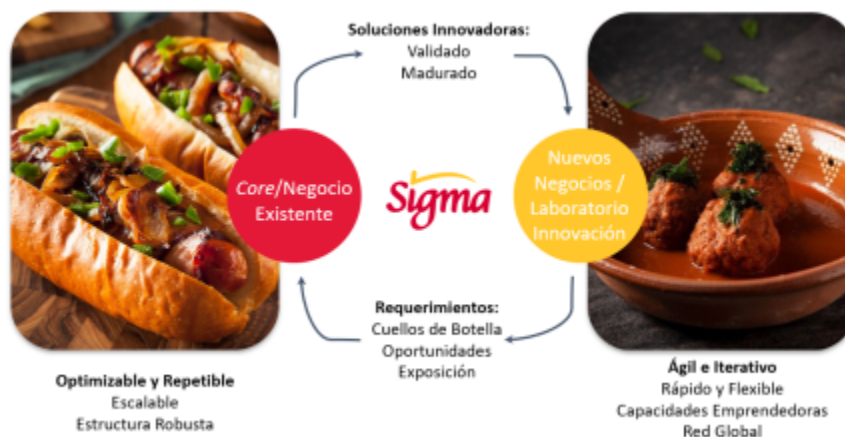 Soluciones Innovadoras:
Validado
Madurado
Core/Negocio
Existente
Sigma
Nuevos
Negocios /
Laboratorio
Innovación
Requerimientos:
Cuellos de Botella
Oportunidades
Exposición
Optimizable y Repetible
Escalable
Estructura Robusta
Ágil e Iterativo
Rápido y Flexible
Capacidades Emprendedoras
Red Global